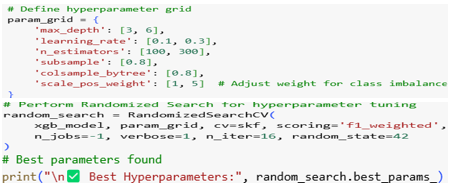 # Define hyperparameter grid
param_grid = {
    'max_depth': [3, 6],
    'learning_rate': [0.1, 0.3],
    'n_estimators': [100, 300],
    'subsample': [0.8],
    'colsample_bytree': [0.8],
    'scale_pos_weight': [1, 5]  # Adjust weight for class imbalance
}
# Perform Randomized Search for hyperparameter tuning
random_search = RandomizedSearchCV(
    xgb_model, param_grid, cv=skf, scoring='f1_weighted',
    n_jobs=-1, verbose=1, n_iter=16, random_state=42
)
# Best parameters found
print("\n✅ Best Hyperparameters:", random_search.best_params_)